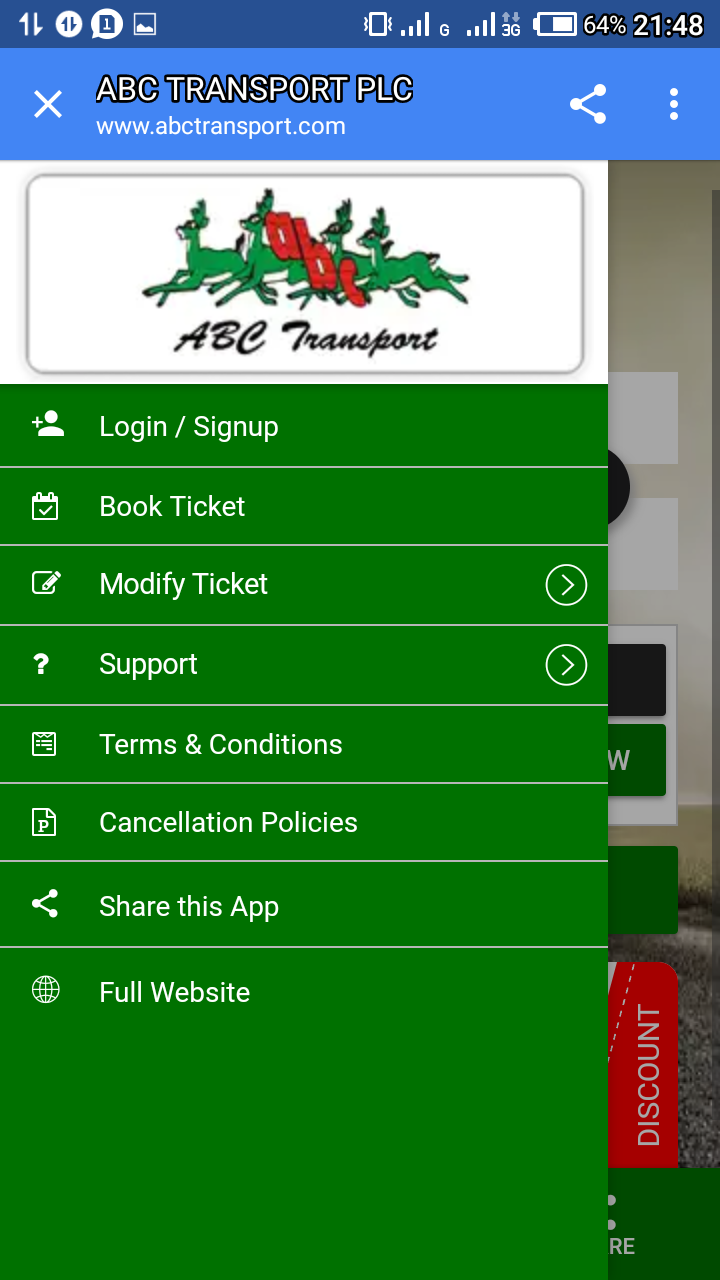 G 3G 64% 21:48
ABC TRANSPORT PLC
www.abctransport.com
abc
ABC Transport
Login / Signup
Book Ticket
Modify Ticket
? Support
Terms & Conditions
P Cancellation Policies
Share this App
Full Website
W
DISCOUNT
RE